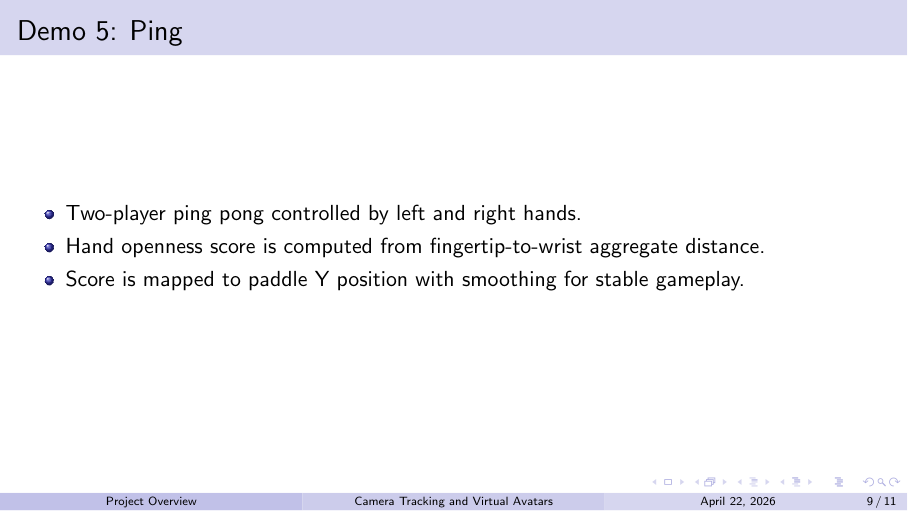 Demo 5: Ping
Two-player ping pong controlled by left and right hands.
Hand openness score is computed from fingertip-to-wrist aggregate distance.
Score is mapped to paddle Y position with smoothing for stable gameplay.
Project Overview
Camera Tracking and Virtual Avatars
April 22, 2026
9 / 11